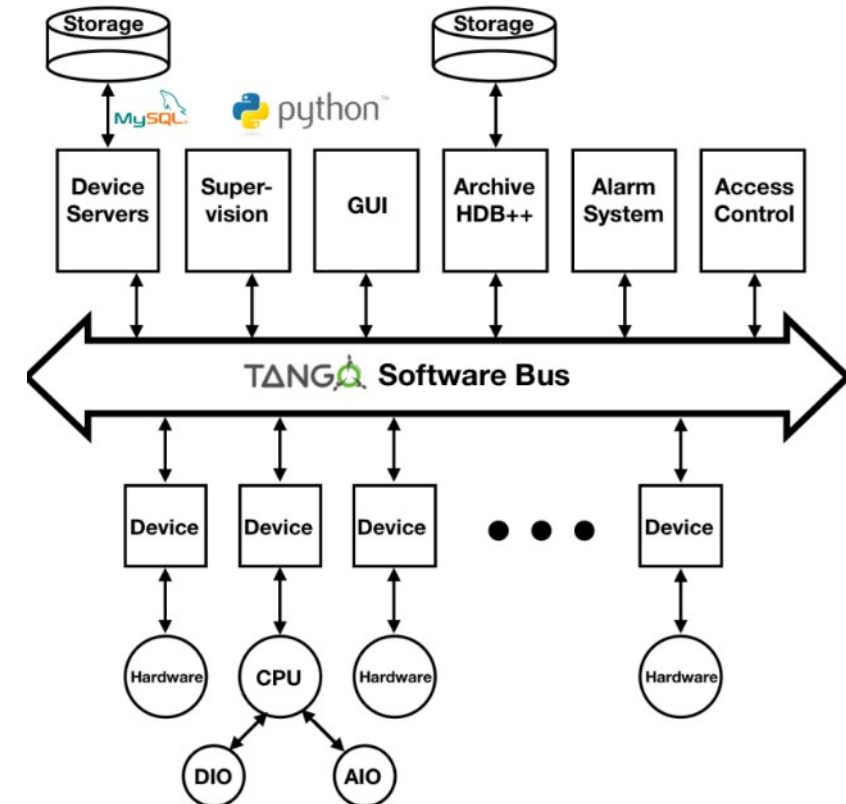 Storage
Storage
MySQL
python™
Device
Servers
Super-
vision
GUI
Archive
HDB++
Alarm
System
Access
Control
TANGO Software Bus
Device
Device
Device
Device
Hardware
CPU
Hardware
Hardware
DIO
AIO